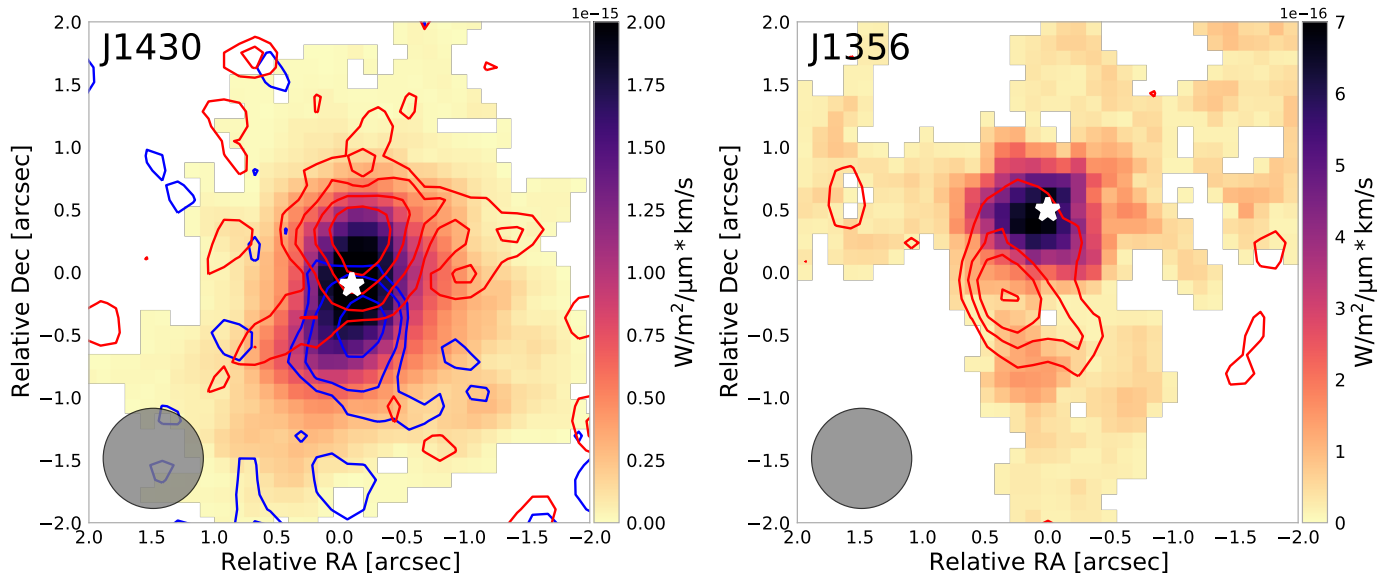 J1430
1e−15
2.0
1.5
1.0
0.5
0.0
−0.5
−1.0
−1.5
−2.0
Relative Dec [arcsec]
2.0 1.5 1.0 0.5 0.0 −0.5 −1.0 −1.5 −2.0
Relative RA [arcsec]
2.00
1.75
1.50
1.25
1.00
0.75
0.50
0.25
0.00
W/m²/μm * km/s
J1356
1e−16
2.0
1.5
1.0
0.5
0.0
−0.5
−1.0
−1.5
−2.0
Relative Dec [arcsec]
2.0 1.5 1.0 0.5 0.0 −0.5 −1.0 −1.5 −2.0
Relative RA [arcsec]
7
6
5
4
3
2
1
0
W/m²/μm * km/s